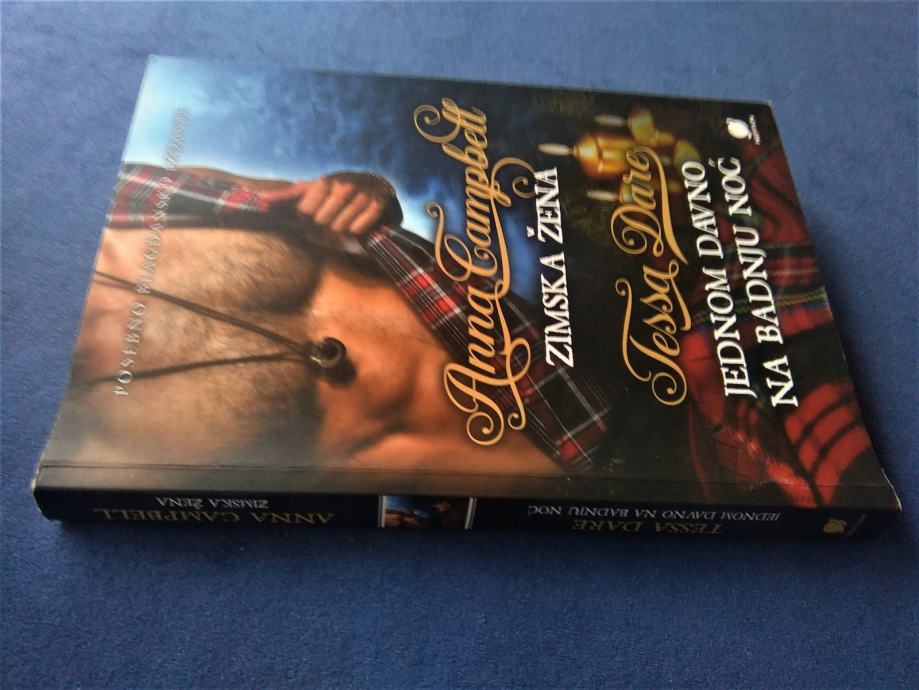 POSEBNO BLAGDANSKO IZDANJE
Anna Campbell
ZIMSKA ŽENA
Tessa Dare
JEDNOM DAVNO
NA BADNJU NOĆ
ANNA CAMPBELL
ZIMSKA ŽENA
TESSA DARE
JEDNOM DAVNO NA BADNJU NOĆ